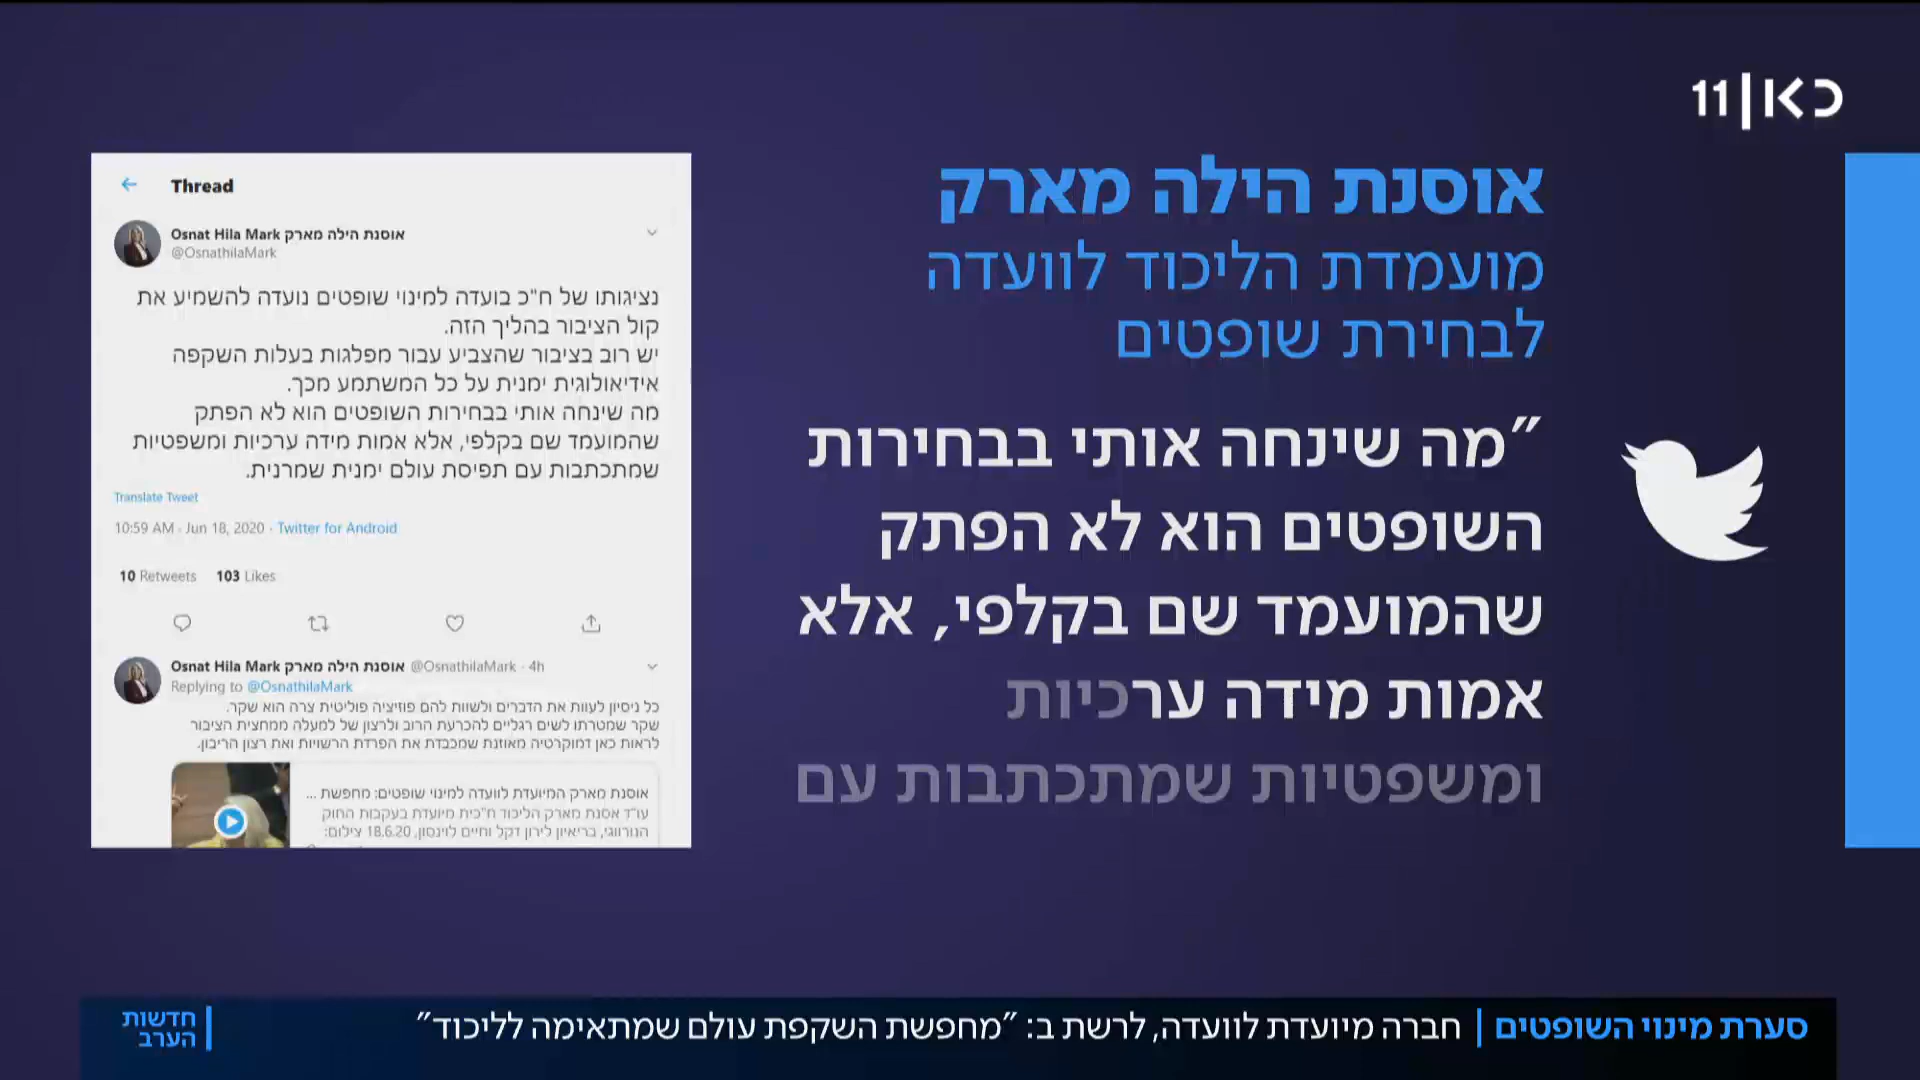 כאן|11
אוסנת הילה מארק
מועמדת הליכוד לוועדה
לבחירת שופטים
"מה שינחה אותי בבחירות
השופטים הוא לא הפתק
שהמועמד שם בקלפי, אלא
אמות מידה ערכיות
ומשפטיות שמתכתבות עם
Thread
Osnat Hila Mark אוסנת הילה מארק
@OsnathilaMark
נציגותו של ח"כ בועדה למינוי שופטים נועדה להשמיע את
קול הציבור בהליך הזה.
יש רוב בציבור שהצביע עבור מפלגות בעלות השקפה
אידיאולוגית ימנית על כל המשתמע מכך.
מה שינחה אותי בבחירות השופטים הוא לא הפתק
שהמועמד שם בקלפי, אלא אמות מידה ערכיות ומשפטיות
שמתכתבות עם תפיסת עולם ימנית שמרנית.
Translate Tweet
10:59 AM · Jun 18, 2020 · Twitter for Android
10 Retweets 103 Likes
Osnat Hila Mark אוסנת הילה מארק @OsnathilaMark · 4h
Replying to @OsnathilaMark
כל ניסיון לעוות את הדברים ולשוות להם פוזיציה פוליטית צרה הוא שקר.
שקר שמטרתו לשים רגליים להכרעת הרוב ולרצון של למעלה ממחצית הציבור
לראות כאן דמוקרטיה מאוזנת שמכבדת את הפרדת הרשויות ואת רצון הריבון.
אוסנת מארק המיועדת לוועדה למינוי שופטים: מחפשת ...
עו"ד אסנת מארק הליכוד ח"כית מיועדת בעקבות החוק
הנורווגי, בריאיון לירון דקל וחיים לוינסון, 18.6.20 צילום:
סערת מינוי השופטים | חברה מיועדת לוועדה, לרשת ב: "מחפשת השקפת עולם שמתאימה לליכוד"
חדשות
הערב